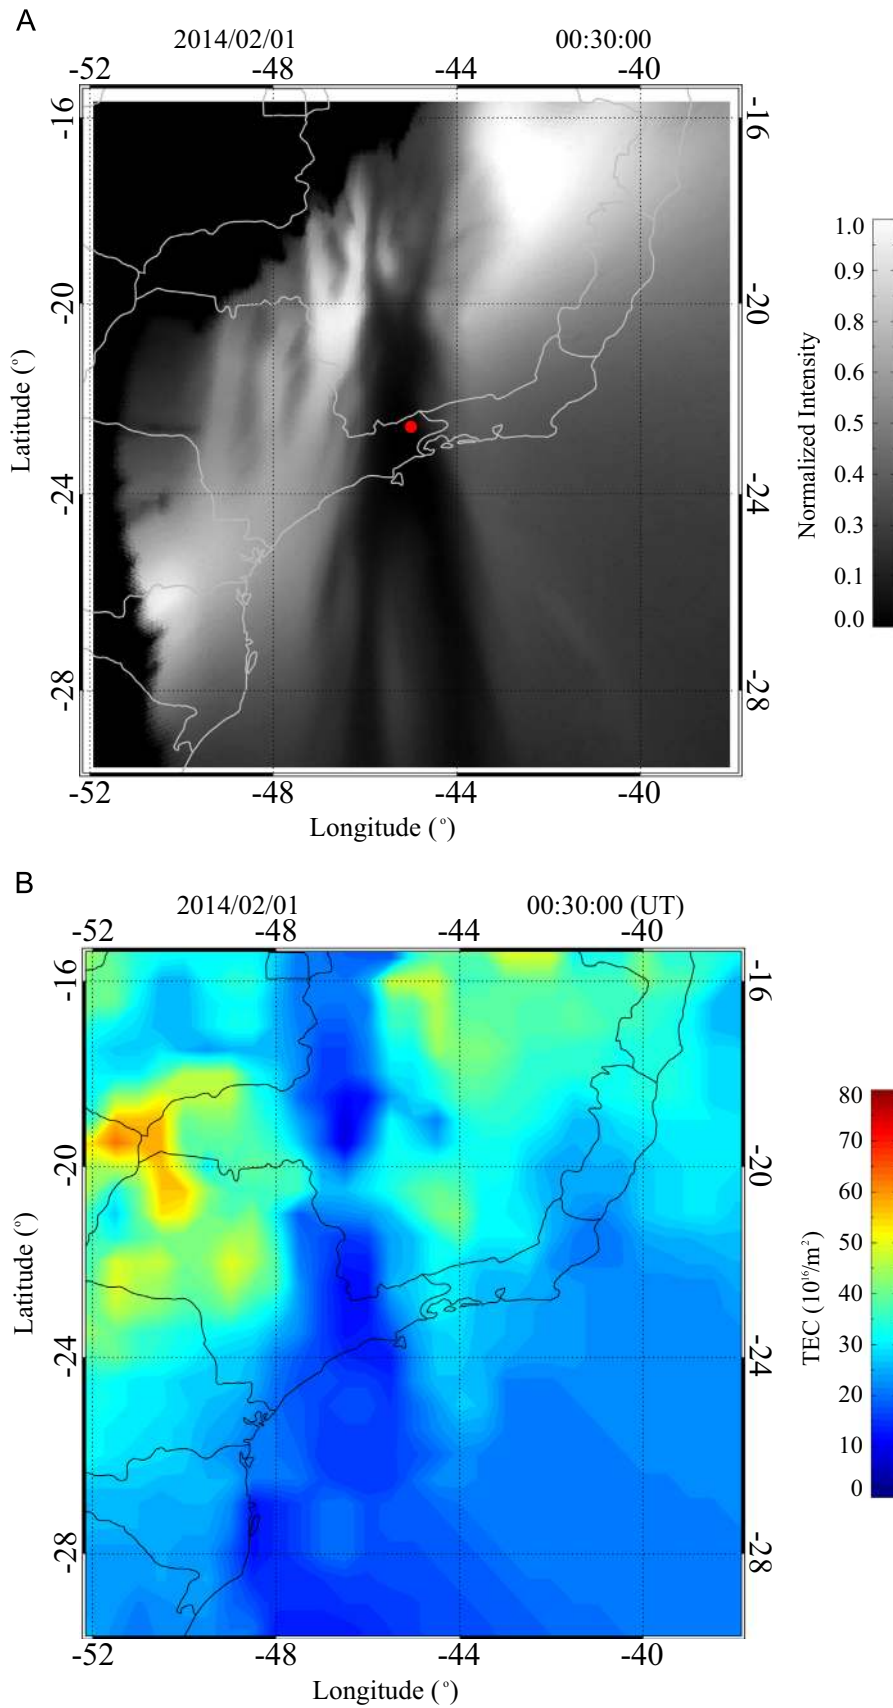 A
2014/02/01 00:30:00
-52 -48 -44 -40
-16 -16
-20 -20
-24 -24
-28 -28
-52 -48 -44 -40
Latitude (°)
Longitude (°)
Normalized Intensity
1.0
0.9
0.8
0.6
0.5
0.4
0.3
0.1
0.0
B
2014/02/01 00:30:00 (UT)
-52 -48 -44 -40
-16 -16
-20 -20
-24 -24
-28 -28
-52 -48 -44 -40
Latitude (°)
Longitude (°)
TEC (10¹⁶/m²)
80
70
60
50
40
30
20
10
0